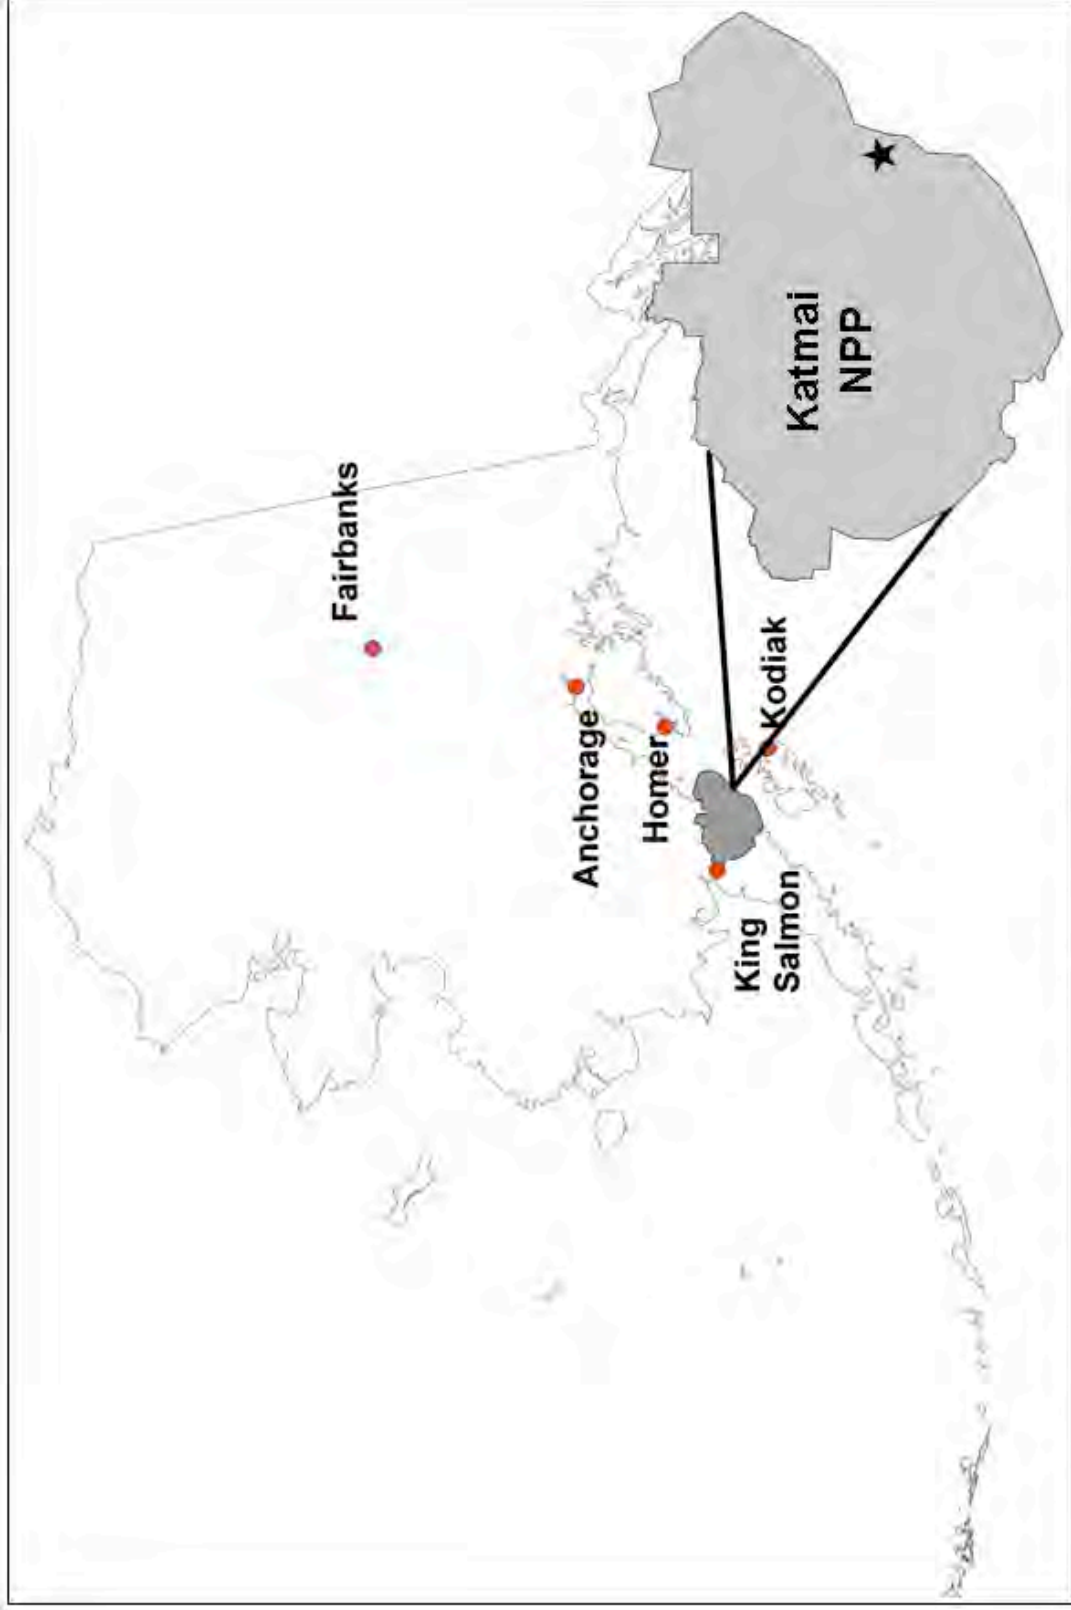 Fairbanks
Anchorage
Homer
Kodiak
King
Salmon
Katmai
NPP